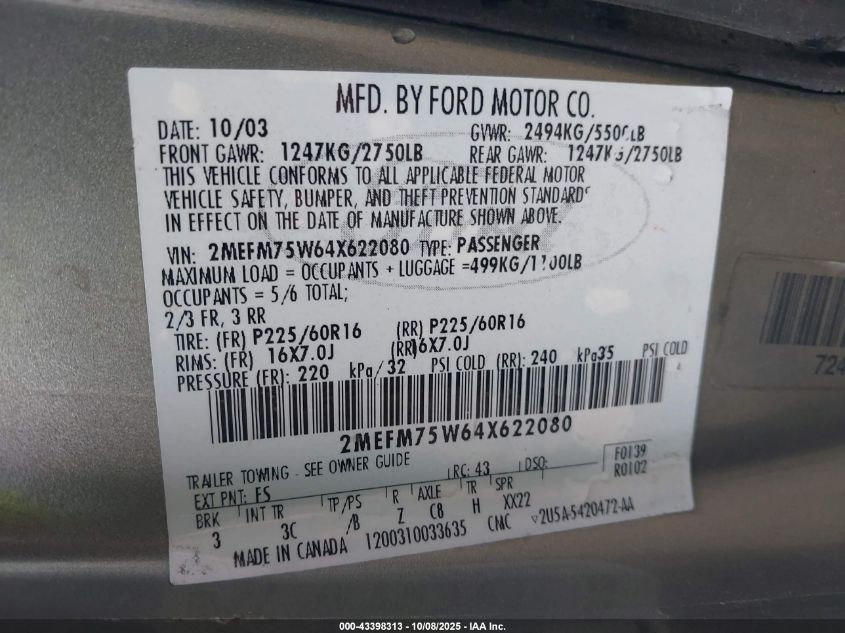 MFD. BY FORD MOTOR CO.
DATE: 10/03 GVWR: 2494KG/5500LB
FRONT GAWR: 1247KG/2750LB REAR GAWR: 1247KG/2750LB
THIS VEHICLE CONFORMS TO ALL APPLICABLE FEDERAL MOTOR
VEHICLE SAFETY, BUMPER, AND THEFT PREVENTION STANDARDS
IN EFFECT ON THE DATE OF MANUFACTURE SHOWN ABOVE.
VIN: 2MEFM75W64X622080 TYPE: PASSENGER
MAXIMUM LOAD = OCCUPANTS + LUGGAGE =499KG/1100LB
OCCUPANTS = 5/6 TOTAL;
2/3 FR, 3 RR
TIRE: (FR) P225/60R16 (RR) P225/60R16
RIMS: (FR) 16X7.0J (RR)16X7.0J
PRESSURE (FR): 220 kPa/32 PSI COLD (RR): 240 kPa35 PSI COLD
2MEFM75W64X622080
TRAILER TOWING - SEE OWNER GUIDE RC: 43 DSO: F0139
R0102
EXT PNT: FS
BRK INT TR TP/PS R AXLE TR SPR
3 3C /B Z C8 H XX22
MADE IN CANADA 1200310033635 CMC 2U5A-5420472-AA
724
000-43398313 - 10/08/2025 - IAA Inc.